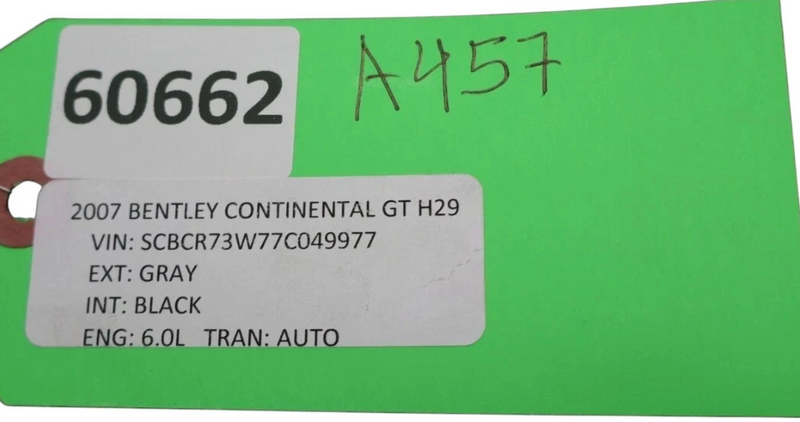 60662
A457
2007 BENTLEY CONTINENTAL GT H29
VIN: SCBCR73W77C049977
EXT: GRAY
INT: BLACK
ENG: 6.0L TRAN: AUTO